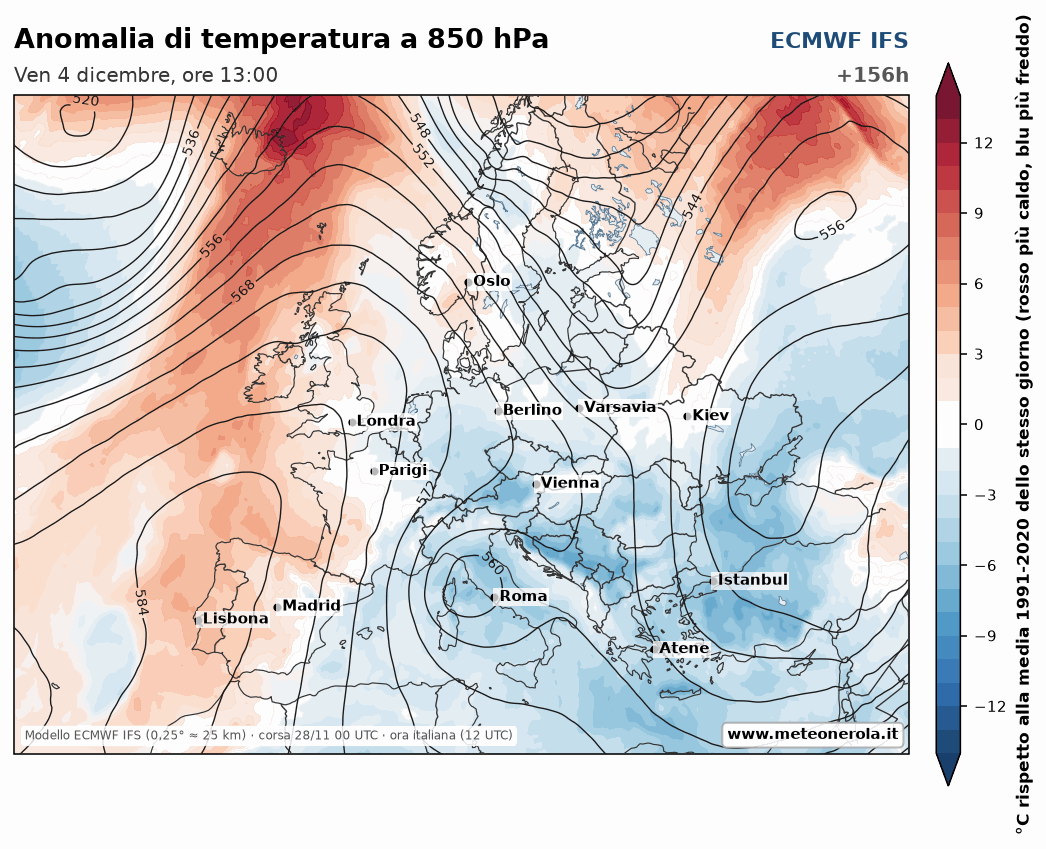 Anomalia di temperatura a 850 hPa
ECMWF IFS
Ven 4 dicembre, ore 13:00
+156h
520
536
548
552
544
556
556
568
Oslo
Berlino
Varsavia
Kiev
Londra
Parigi
572
Vienna
560
Istanbul
Roma
584
Madrid
Lisbona
Atene
Modello ECMWF IFS (0,25° ≈ 25 km) · corsa 28/11 00 UTC · ora italiana (12 UTC)
www.meteonerola.it
12
9
6
3
0
−3
−6
−9
−12
°C rispetto alla media 1991-2020 dello stesso giorno (rosso più caldo, blu più freddo)